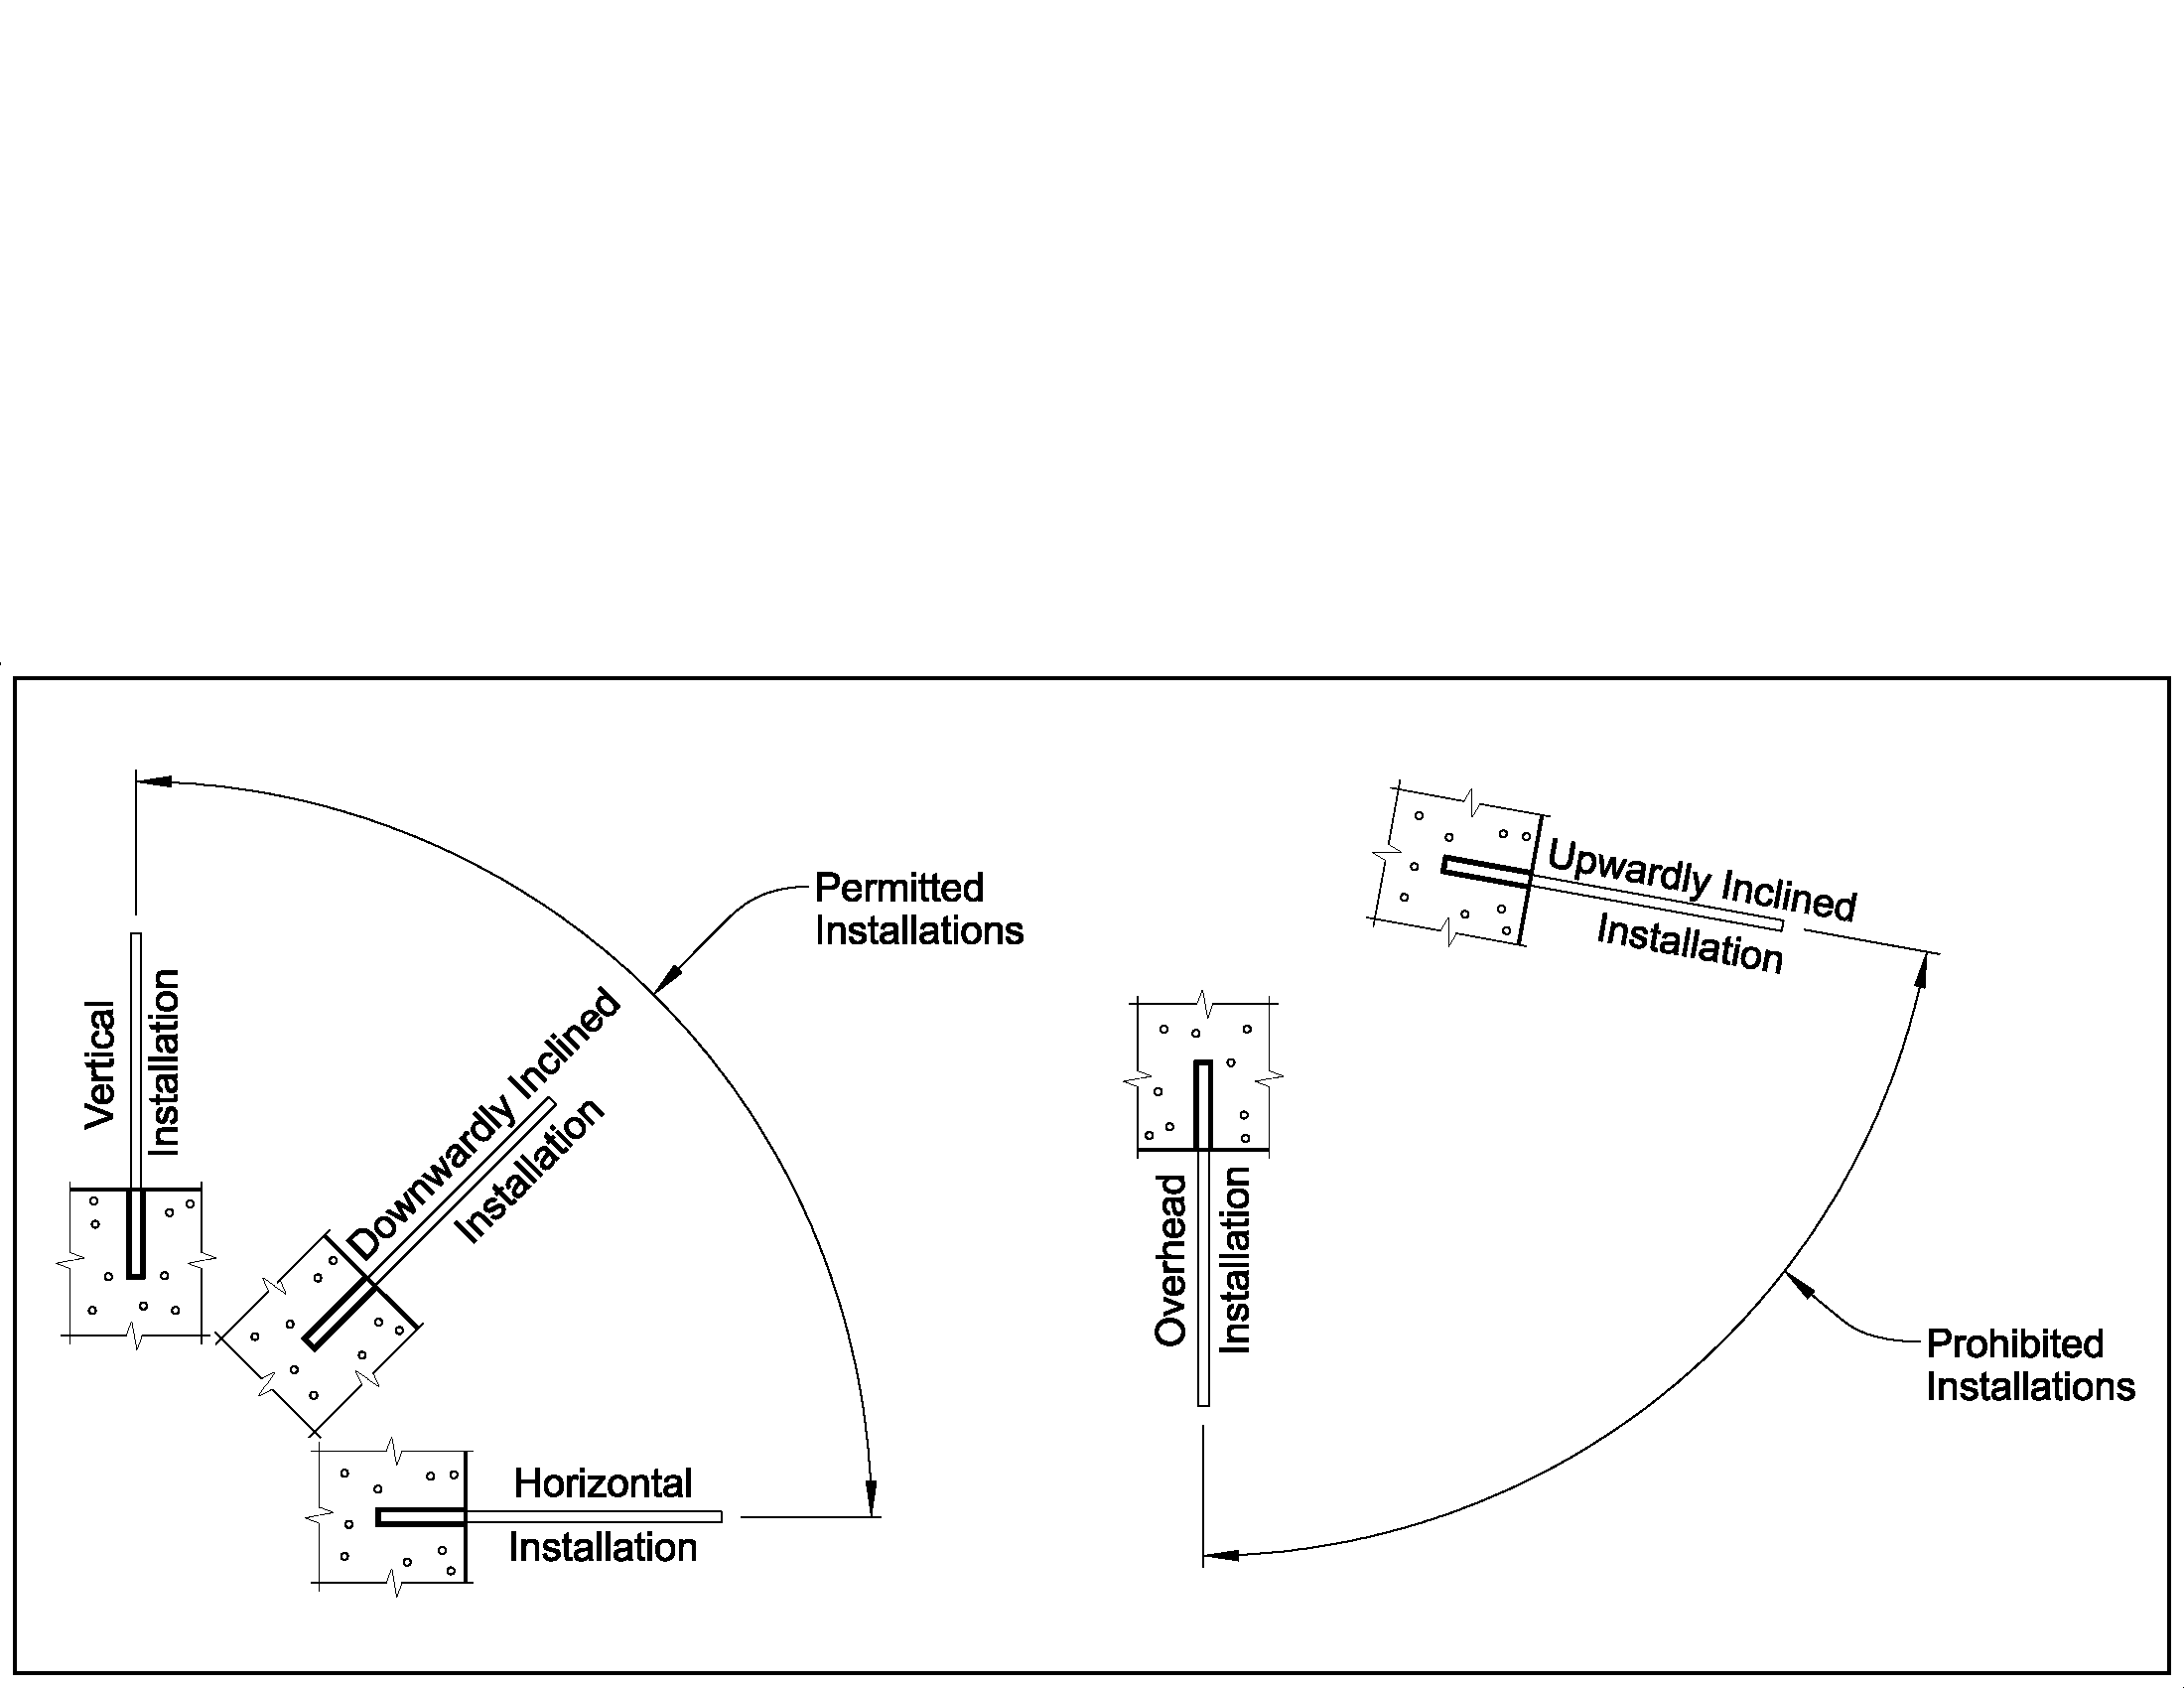 Permitted
Installations
Vertical
Installation
Downwardly Inclined
Installation
Horizontal
Installation
Upwardly Inclined
Installation
Overhead
Installation
Prohibited
Installations